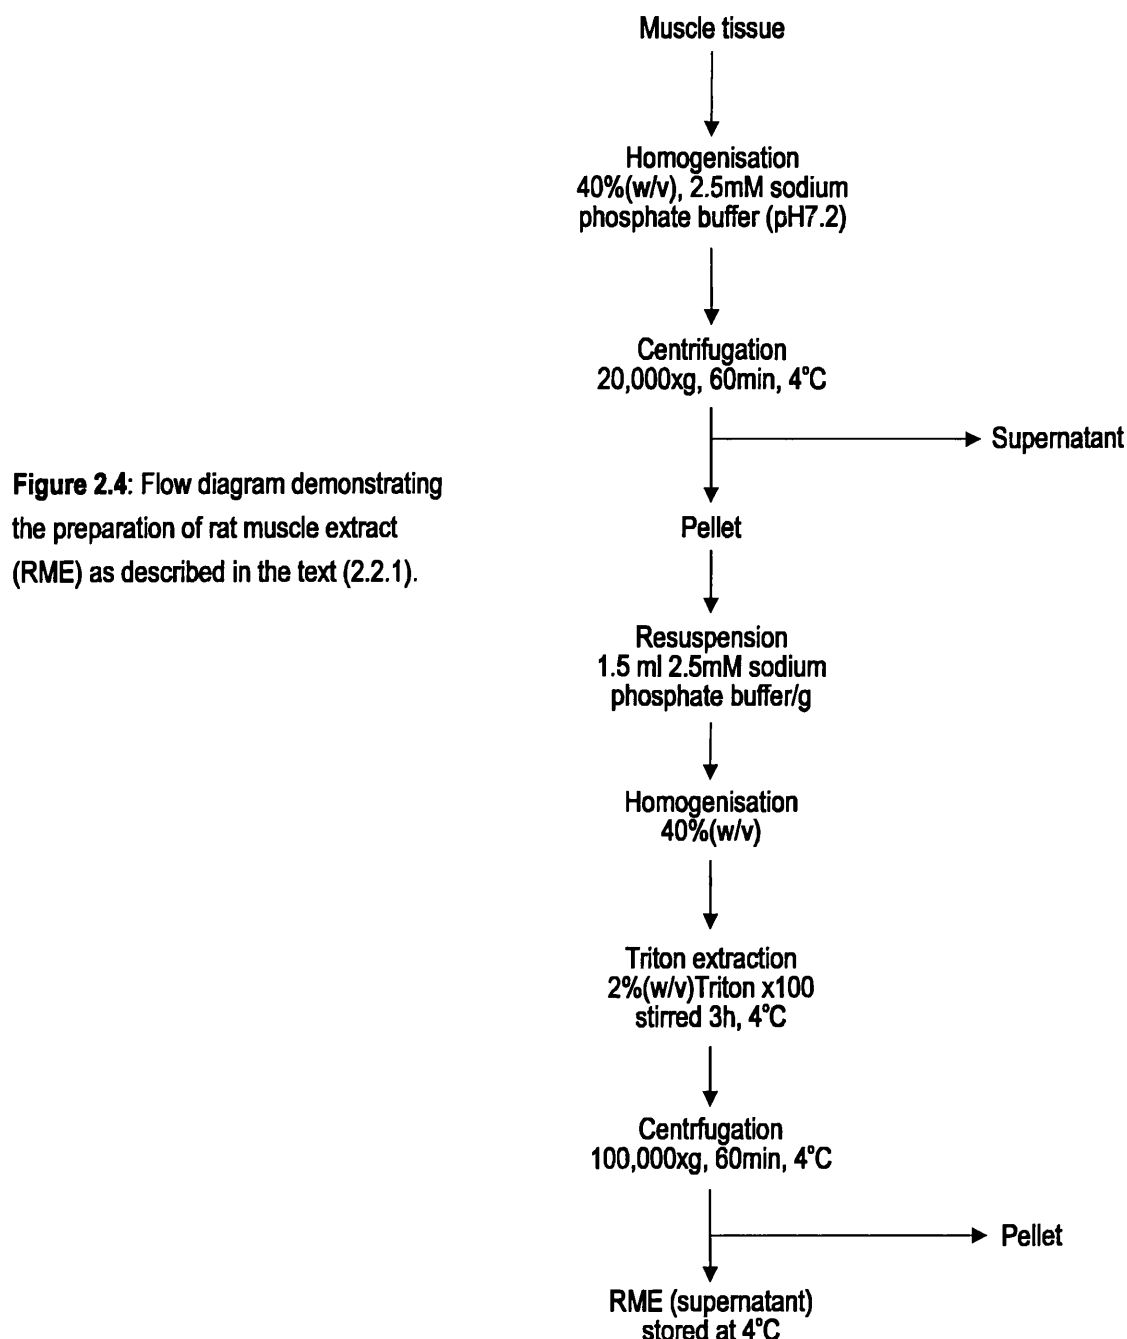 Muscle tissue
Homogenisation
40%(w/v), 2.5mM sodium
phosphate buffer (pH7.2)
Centrifugation
20,000xg, 60min, 4°C
Supernatant
Figure 2.4: Flow diagram demonstrating
the preparation of rat muscle extract
(RME) as described in the text (2.2.1).
Pellet
Resuspension
1.5 ml 2.5mM sodium
phosphate buffer/g
Homogenisation
40%(w/v)
Triton extraction
2%(w/v)Triton x100
stirred 3h, 4°C
Centrfugation
100,000xg, 60min, 4°C
Pellet
RME (supernatant)
stored at 4°C